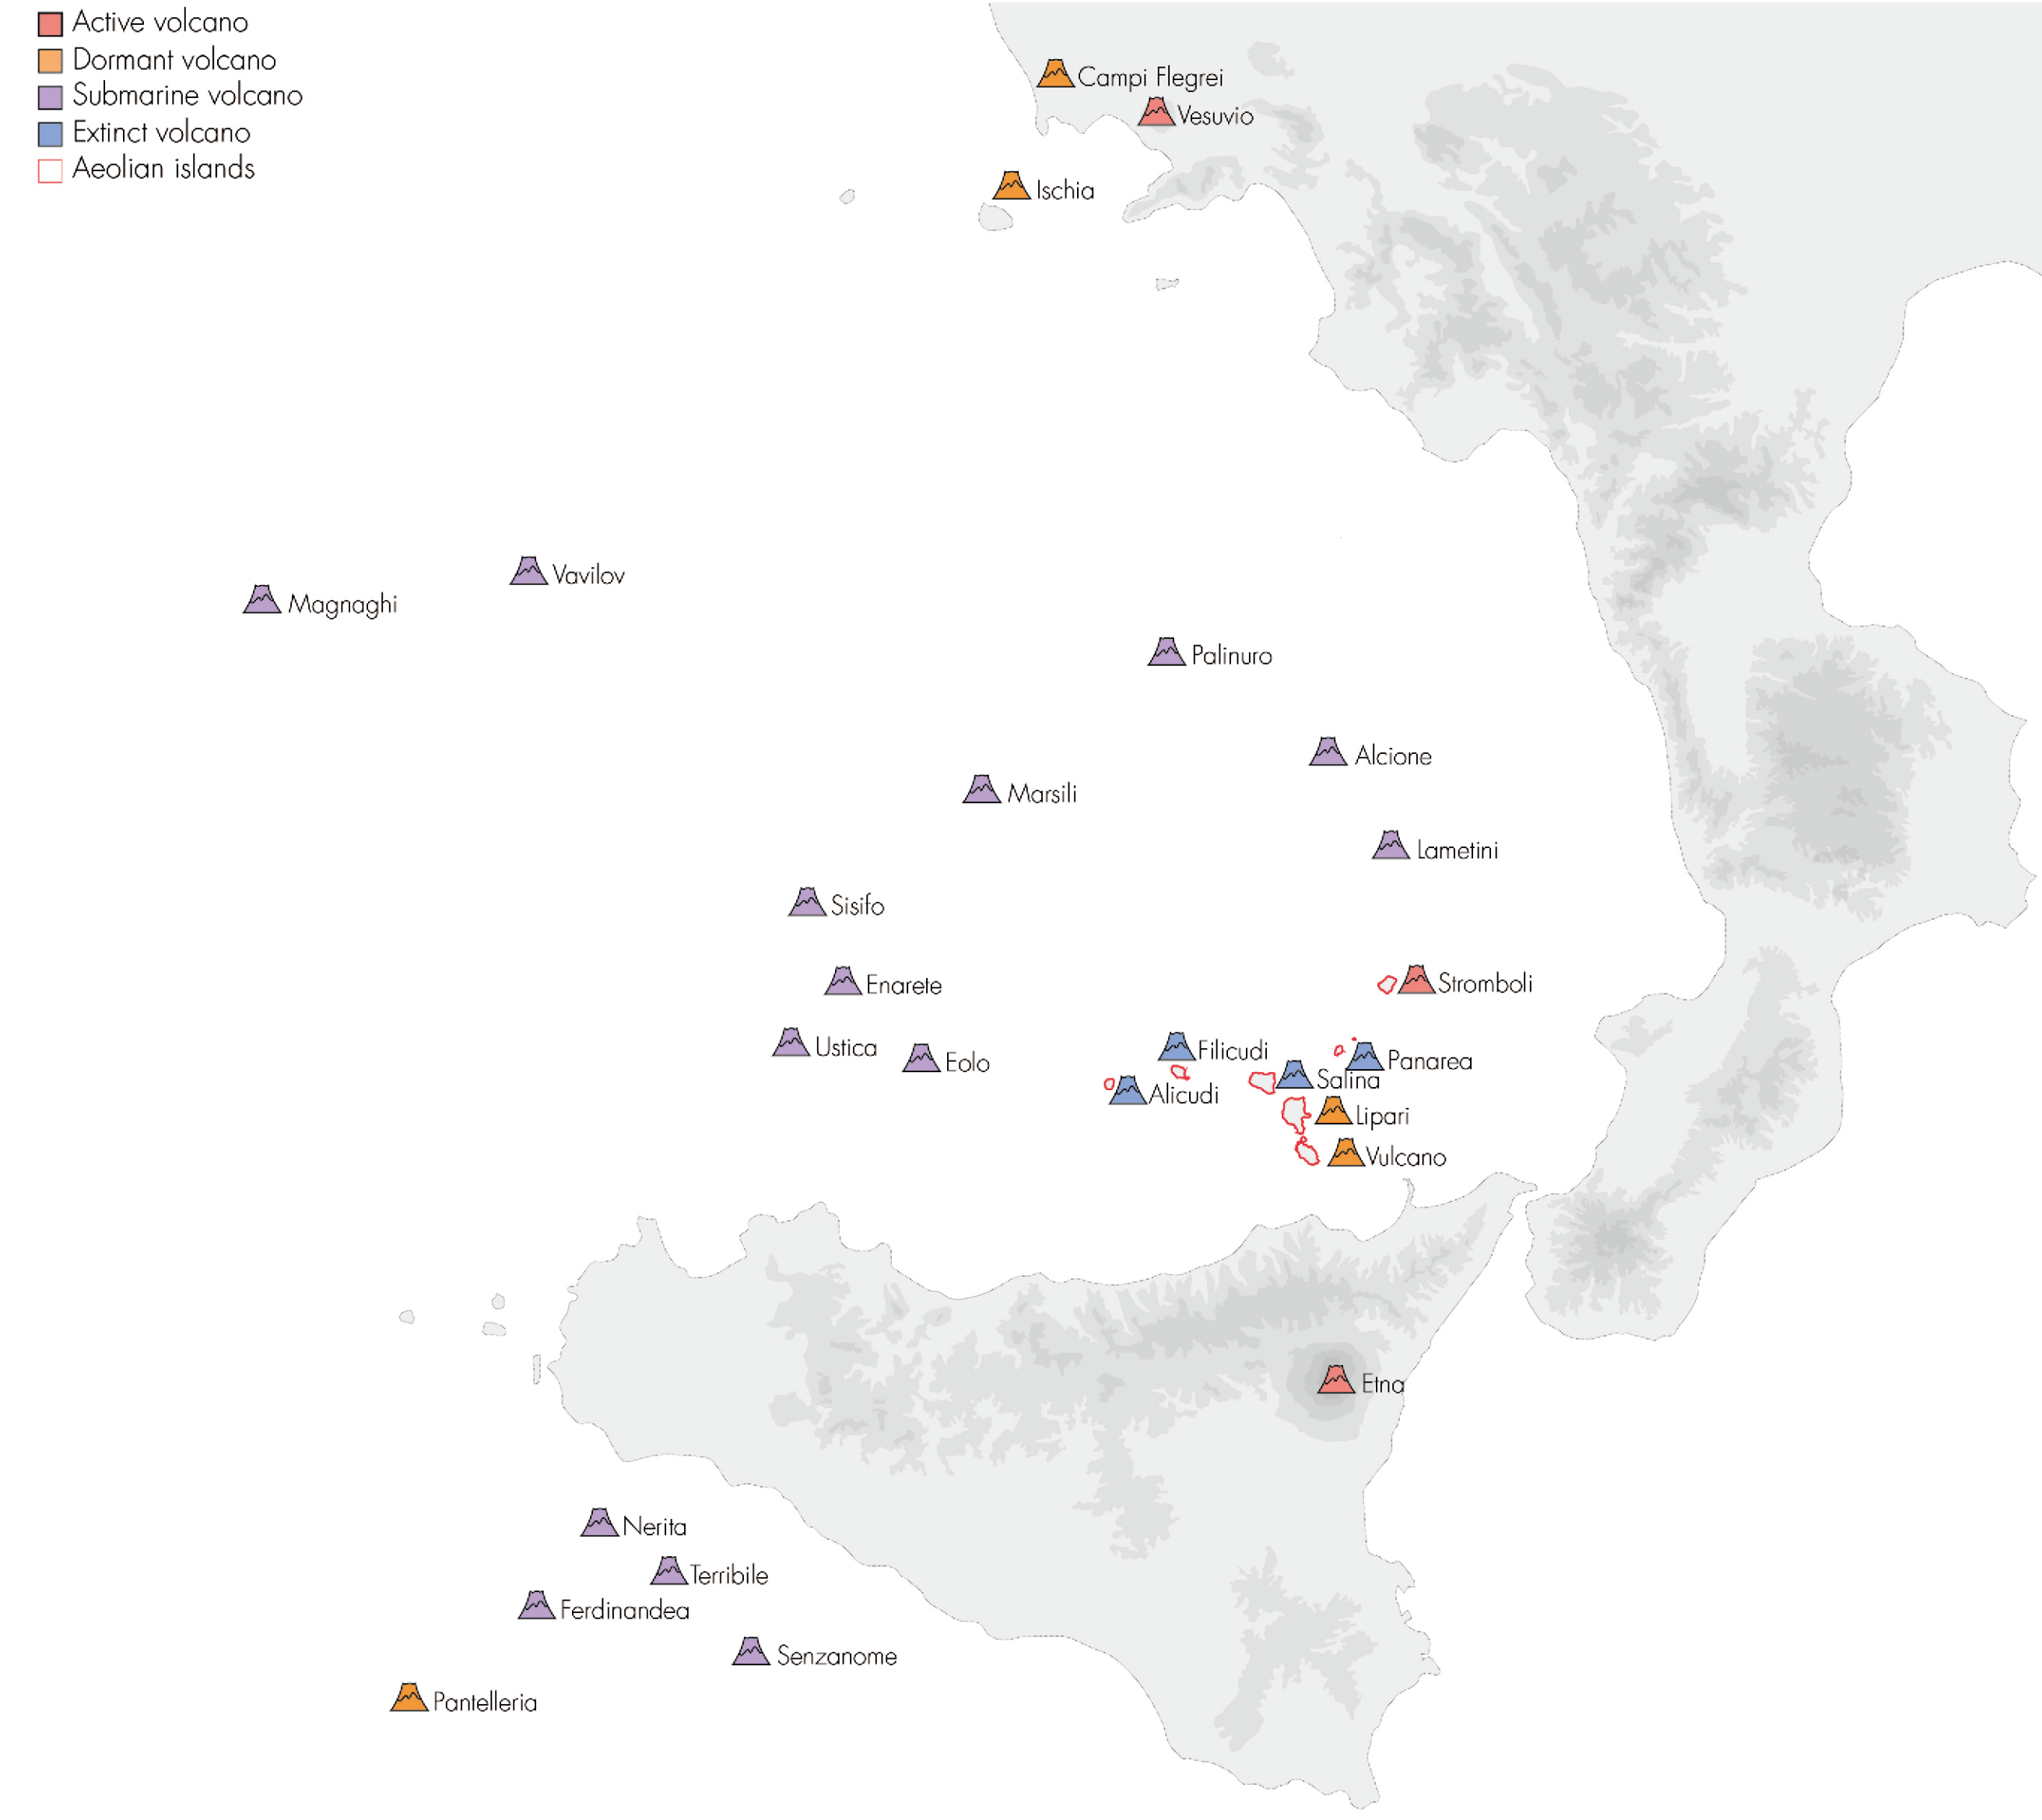 Active volcano
Dormant volcano
Submarine volcano
Extinct volcano
Aeolian islands
Campi Flegrei
Vesuvio
Ischia
Vavilov
Magnaghi
Palinuro
Alcione
Marsili
Lametini
Sisifo
Enarete
Stromboli
Ustica
Eolo
Filicudi
Panarea
Salina
Alicudi
Lipari
Vulcano
Etna
Nerita
Terribile
Ferdinandea
Senzanome
Pantelleria